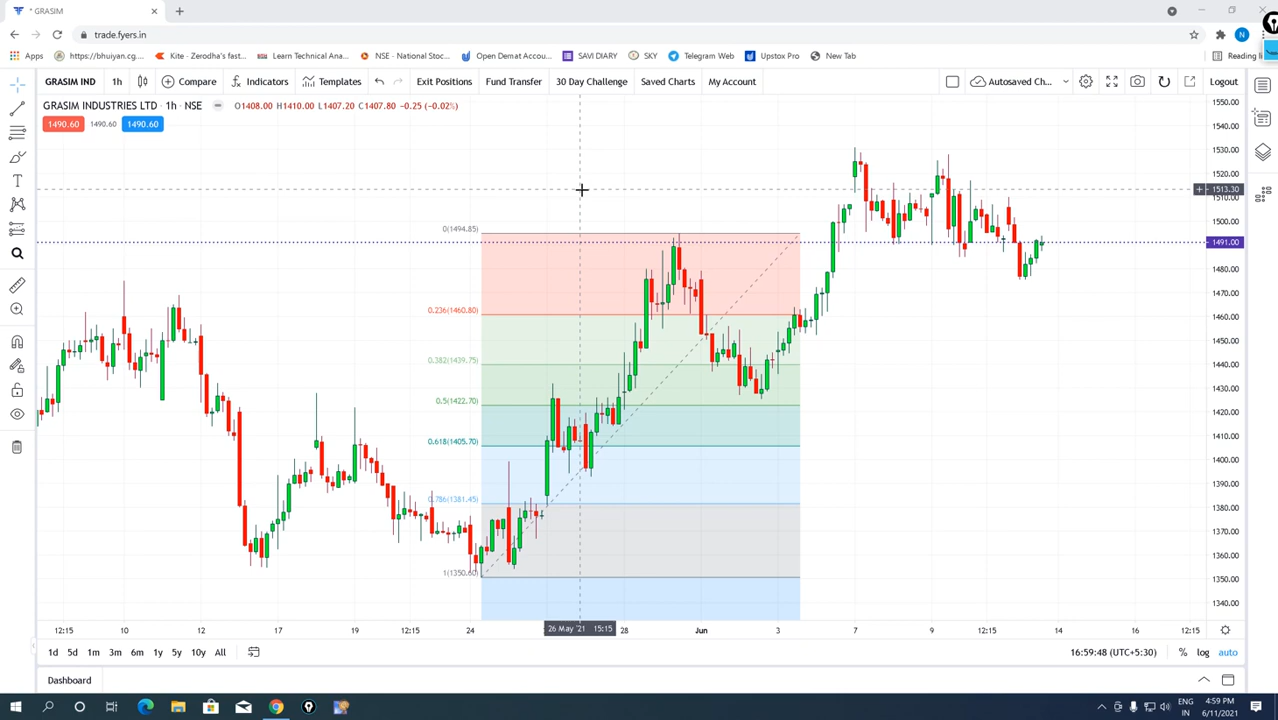 * GRASIM
N
trade.fyers.in
Apps
https://bhuiyan.cg....
Kite - Zerodha's fast...
Learn Technical Ana...
NSE - National Stoc...
Open Demat Accou...
SAVI DIARY
SKY
Telegram Web
Upstox Pro
New Tab
Reading li
GRASIM IND 1h Compare Indicators Templates Exit Positions Fund Transfer 30 Day Challenge Saved Charts My Account Autosaved Ch... Logout
GRASIM INDUSTRIES LTD · 1h · NSE O1408.00 H1410.00 L1407.20 C1407.80 -0.25 (-0.02%)
1490.60 1490.60 1490.60
1550.00
1540.00
1530.00
1520.00
1513.30
1510.00
1500.00
1491.00
1480.00
1470.00
1460.00
1450.00
1440.00
1430.00
1420.00
1410.00
1400.00
1390.00
1380.00
1370.00
1360.00
1350.00
1340.00
0(1494.85)
0.236(1460.80)
0.382(1439.75)
0.5(1422.70)
0.618(1405.70)
0.786(1381.45)
1(1350.60)
12:15 10 12 17 19 12:15 24 26 May '21 15:15 28 Jun 3 7 9 12:15 14 16 12:15
1d 5d 1m 3m 6m 1y 5y 10y All 16:59:48 (UTC+5:30) % log auto
Dashboard
ENG
IN
4:59 PM
6/11/2021